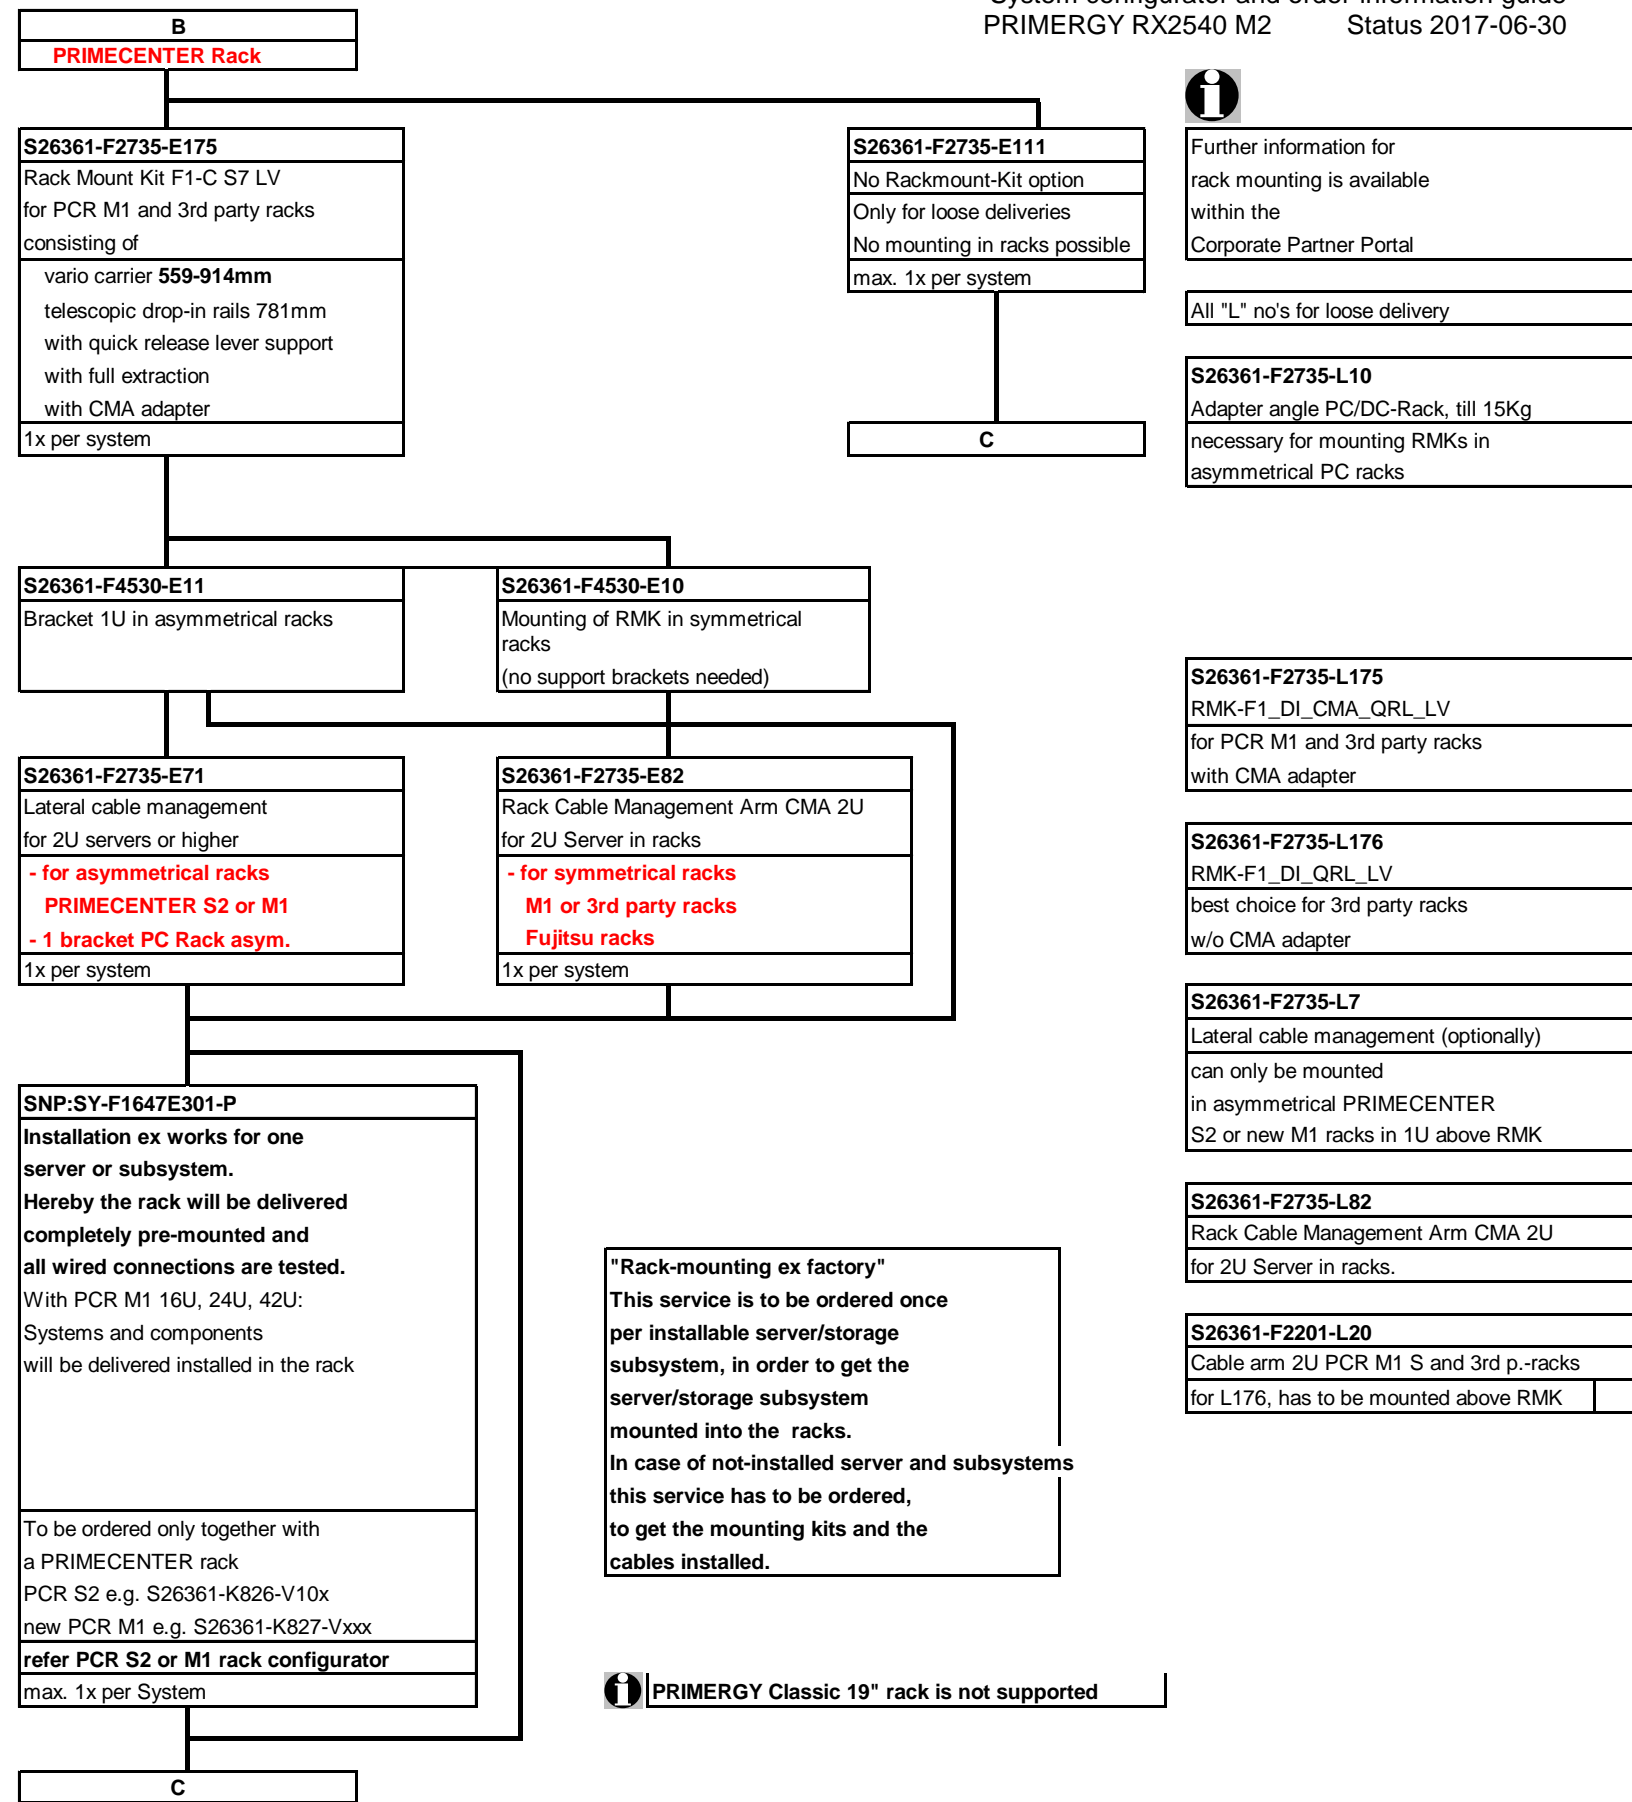 System configurator and order-information guide
PRIMERGY RX2540 M2 Status 2017-06-30
B
PRIMECENTER Rack
S26361-F2735-E175
Rack Mount Kit F1-C S7 LV
for PCR M1 and 3rd party racks
consisting of
vario carrier 559-914mm
telescopic drop-in rails 781mm
with quick release lever support
with full extraction
with CMA adapter
1x per system
S26361-F2735-E111
No Rackmount-Kit option
Only for loose deliveries
No mounting in racks possible
max. 1x per system
C
Further information for
rack mounting is available
within the
Corporate Partner Portal
All "L" no's for loose delivery
S26361-F2735-L10
Adapter angle PC/DC-Rack, till 15Kg
necessary for mounting RMKs in
asymmetrical PC racks
S26361-F4530-E11
Bracket 1U in asymmetrical racks
S26361-F4530-E10
Mounting of RMK in symmetrical
racks
(no support brackets needed)
S26361-F2735-L175
RMK-F1_DI_CMA_QRL_LV
for PCR M1 and 3rd party racks
with CMA adapter
S26361-F2735-E71
Lateral cable management
for 2U servers or higher
- for asymmetrical racks
PRIMECENTER S2 or M1
- 1 bracket PC Rack asym.
1x per system
S26361-F2735-E82
Rack Cable Management Arm CMA 2U
for 2U Server in racks
- for symmetrical racks
M1 or 3rd party racks
Fujitsu racks
1x per system
S26361-F2735-L176
RMK-F1_DI_QRL_LV
best choice for 3rd party racks
w/o CMA adapter
S26361-F2735-L7
Lateral cable management (optionally)
can only be mounted
in asymmetrical PRIMECENTER
S2 or new M1 racks in 1U above RMK
S26361-F2735-L82
Rack Cable Management Arm CMA 2U
for 2U Server in racks.
S26361-F2201-L20
Cable arm 2U PCR M1 S and 3rd p.-racks
for L176, has to be mounted above RMK
SNP:SY-F1647E301-P
Installation ex works for one
server or subsystem.
Hereby the rack will be delivered
completely pre-mounted and
all wired connections are tested.
With PCR M1 16U, 24U, 42U:
Systems and components
will be delivered installed in the rack
To be ordered only together with
a PRIMECENTER rack
PCR S2 e.g. S26361-K826-V10x
new PCR M1 e.g. S26361-K827-Vxxx
refer PCR S2 or M1 rack configurator
max. 1x per System
"Rack-mounting ex factory"
This service is to be ordered once
per installable server/storage
subsystem, in order to get the
server/storage subsystem
mounted into the racks.
In case of not-installed server and subsystems
this service has to be ordered,
to get the mounting kits and the
cables installed.
PRIMERGY Classic 19" rack is not supported
C